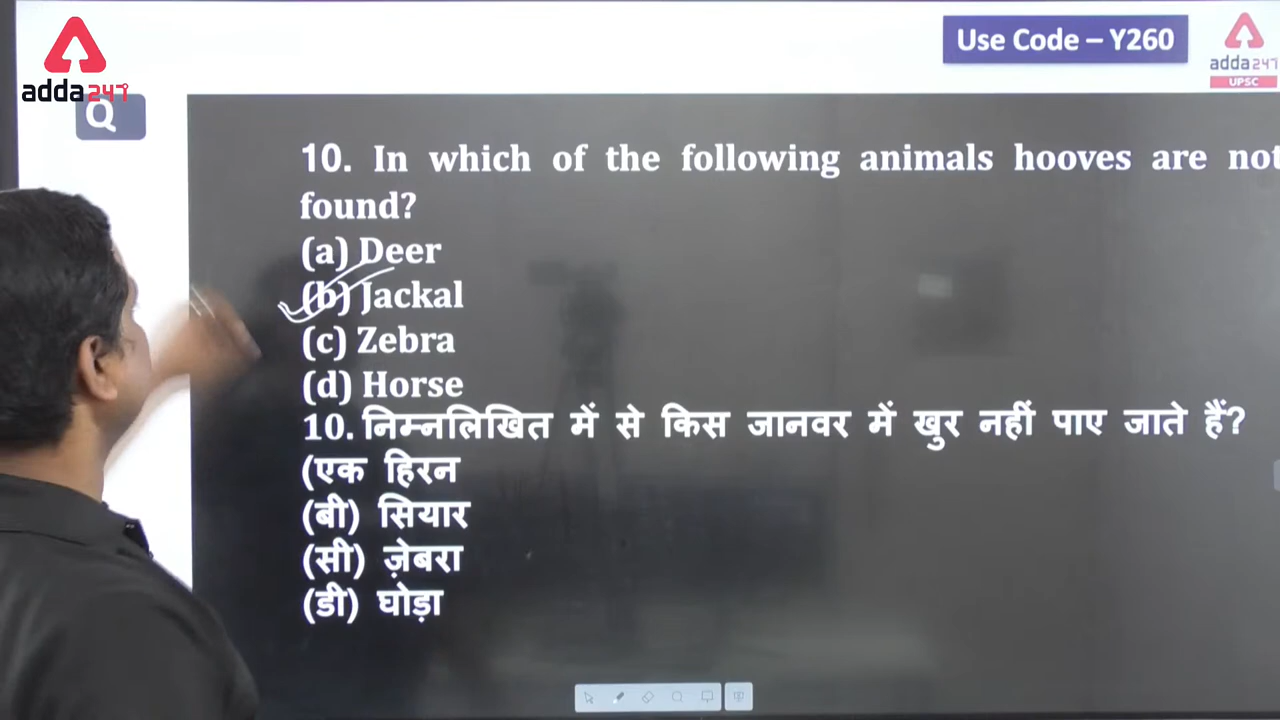 adda247
Use Code – Y260
adda247
UPSC
Q
10. In which of the following animals hooves are not
found?
(a) Deer
(b) Jackal
(c) Zebra
(d) Horse
10. निम्नलिखित में से किस जानवर में खुर नहीं पाए जाते हैं?
(एक हिरन
(बी) सियार
(सी) ज़ेबरा
(डी) घोड़ा